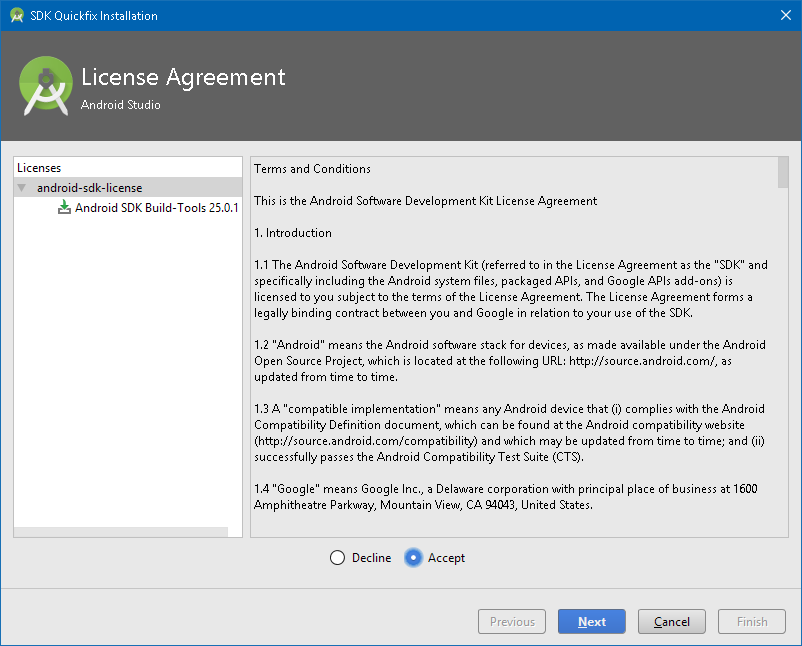 SDK Quickfix Installation
License Agreement
Android Studio
Licenses
android-sdk-license
Android SDK Build-Tools 25.0.1
Terms and Conditions
This is the Android Software Development Kit License Agreement
1. Introduction
1.1 The Android Software Development Kit (referred to in the License Agreement as the "SDK" and
specifically including the Android system files, packaged APIs, and Google APIs add-ons) is
licensed to you subject to the terms of the License Agreement. The License Agreement forms a
legally binding contract between you and Google in relation to your use of the SDK.
1.2 "Android" means the Android software stack for devices, as made available under the Android
Open Source Project, which is located at the following URL: http://source.android.com/, as
updated from time to time.
1.3 A "compatible implementation" means any Android device that (i) complies with the Android
Compatibility Definition document, which can be found at the Android compatibility website
(http://source.android.com/compatibility) and which may be updated from time to time; and (ii)
successfully passes the Android Compatibility Test Suite (CTS).
1.4 "Google" means Google Inc., a Delaware corporation with principal place of business at 1600
Amphitheatre Parkway, Mountain View, CA 94043, United States.
Decline Accept
Previous Next Cancel Finish